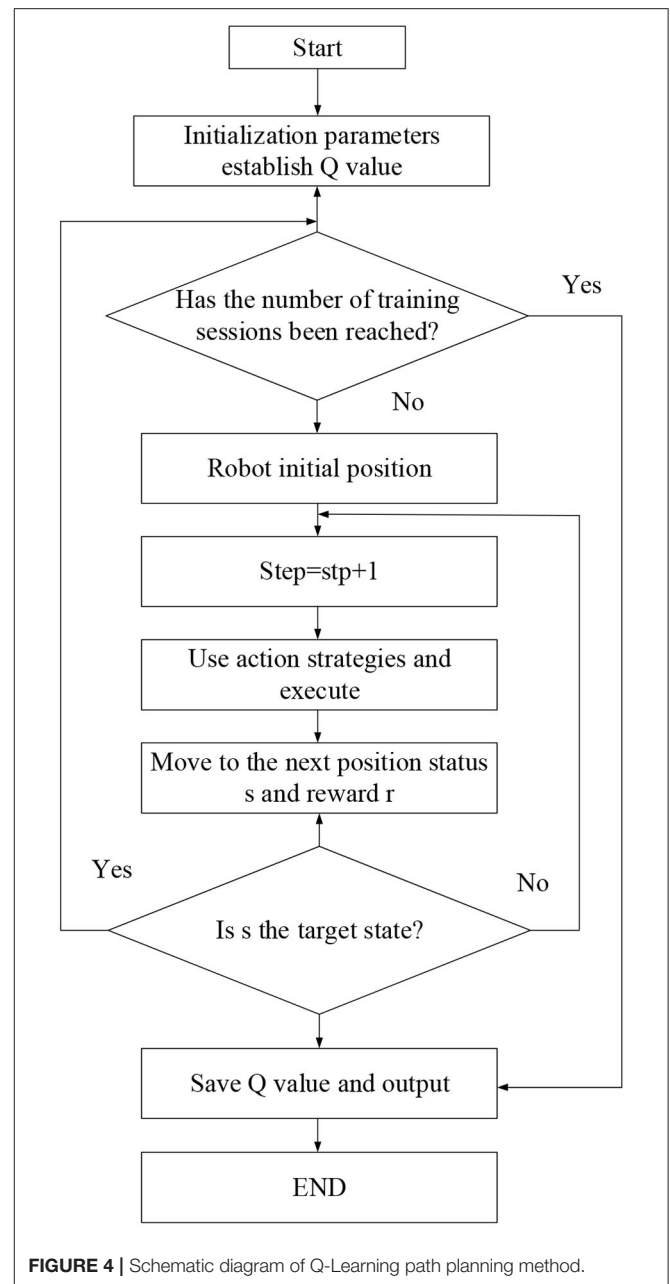 Start
Initialization parameters
establish Q value
Has the number of training
sessions been reached?
Yes
No
Robot initial position
Step=stp+1
Use action strategies and
execute
Move to the next position status
s and reward r
Yes
No
Is s the target state?
Save Q value and output
END
FIGURE 4 | Schematic diagram of Q-Learning path planning method.